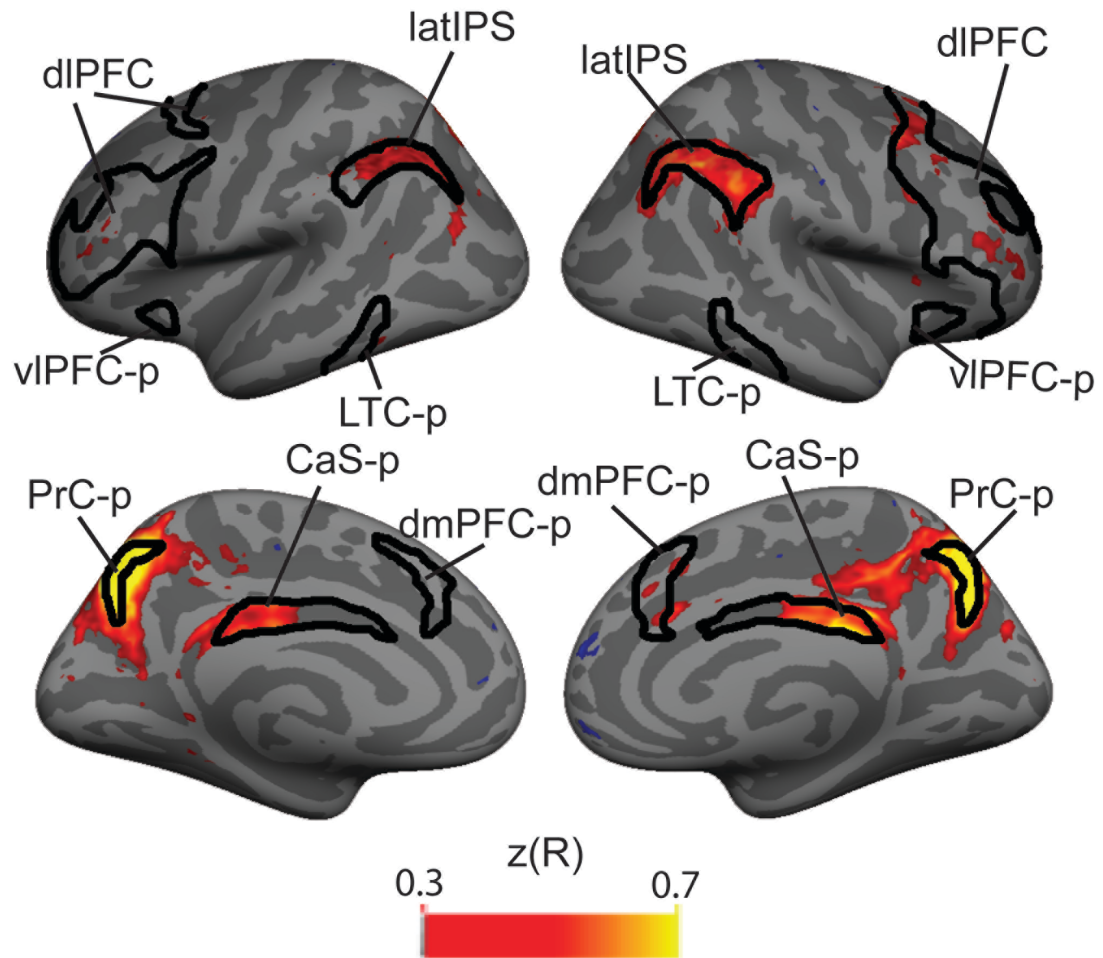 latIPS
dlPFC
vlPFC-p
LTC-p
latIPS
dlPFC
LTC-p
vlPFC-p
CaS-p
PrC-p
dmPFC-p
CaS-p
dmPFC-p
PrC-p
z(R)
0.3 0.7